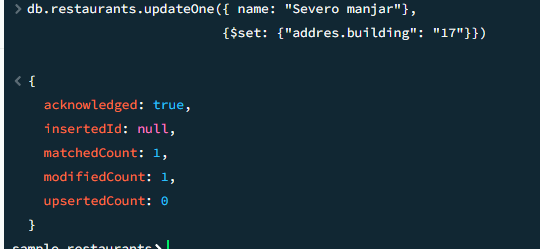 > db.restaurants.updateOne({ name: "Severo manjar"},
{$set: {"addres.building": "17"}})
< {
acknowledged: true,
insertedId: null,
matchedCount: 1,
modifiedCount: 1,
upsertedCount: 0
}
sample_restaurants>